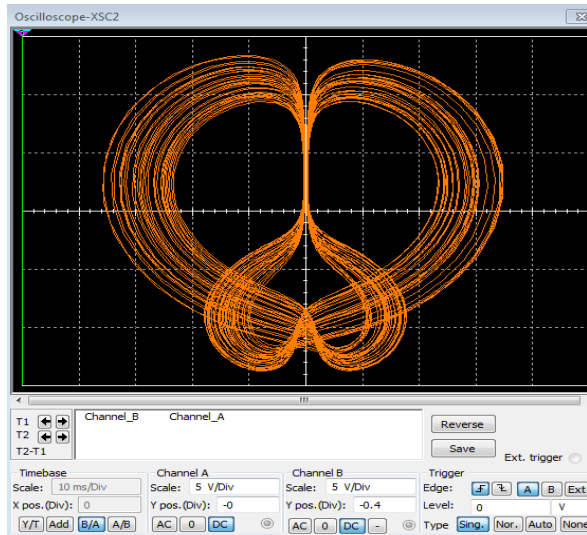 Oscilloscope-XSC2
T1
T2
T2-T1
Channel_B Channel_A
Reverse
Save
Ext. trigger
Timebase
Scale: 10 ms/Div
X pos.(Div): 0
Y/T Add B/A A/B
Channel A
Scale: 5 V/Div
Y pos.(Div): -0
AC 0 DC
Channel B
Scale: 5 V/Div
Y pos.(Div): -0.4
AC 0 DC -
Trigger
Edge: A B Ext
Level: 0 V
Type Sing. Nor. Auto None